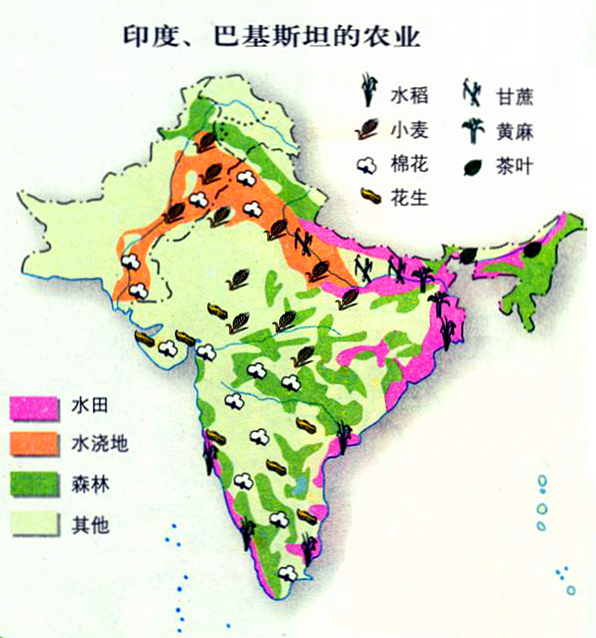 印度、巴基斯坦的农业
水稻 甘蔗
小麦 黄麻
棉花 茶叶
花生
水田
水浇地
森林
其他